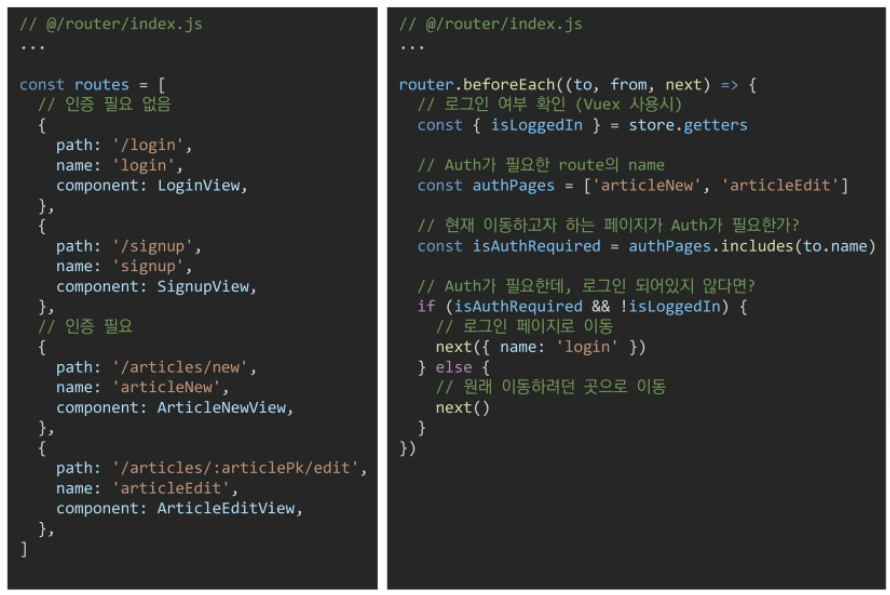 // @/router/index.js
...
const routes = [
  // 인증 필요 없음
  {
    path: '/login',
    name: 'login',
    component: LoginView,
  },
  {
    path: '/signup',
    name: 'signup',
    component: SignupView,
  },
  // 인증 필요
  {
    path: '/articles/new',
    name: 'articleNew',
    component: ArticleNewView,
  },
  {
    path: '/articles/:articlePk/edit',
    name: 'articleEdit',
    component: ArticleEditView,
  },
]
// @/router/index.js
...
router.beforeEach((to, from, next) => {
  // 로그인 여부 확인 (Vuex 사용시)
  const { isLoggedIn } = store.getters
  // Auth가 필요한 route의 name
  const authPages = ['articleNew', 'articleEdit']
  // 현재 이동하고자 하는 페이지가 Auth가 필요한가?
  const isAuthRequired = authPages.includes(to.name)
  // Auth가 필요한데, 로그인 되어있지 않다면?
  if (isAuthRequired && !isLoggedIn) {
    // 로그인 페이지로 이동
    next({ name: 'login' })
  } else {
    // 원래 이동하려던 곳으로 이동
    next()
  }
})